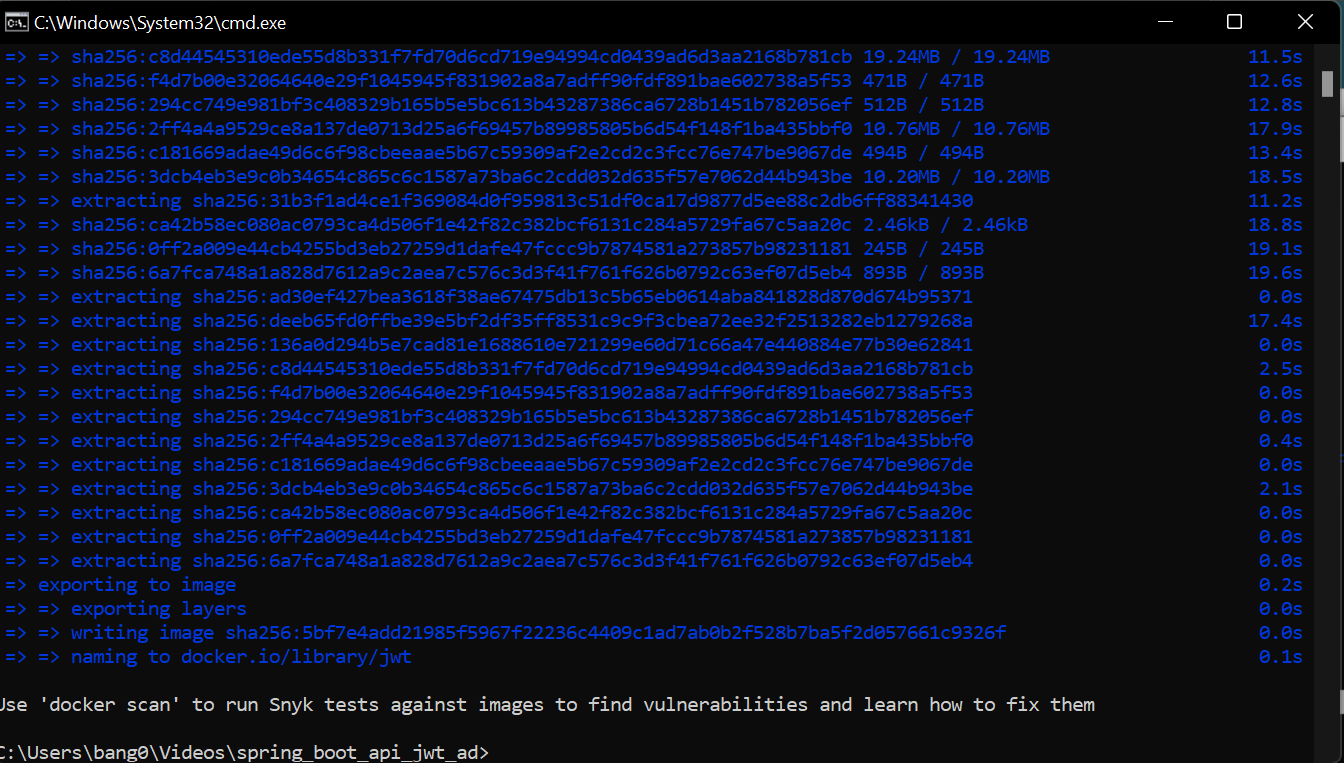 C:\Windows\System32\cmd.exe
=> => sha256:c8d44545310ede55d8b331f7fd70d6cd719e94994cd0439ad6d3aa2168b781cb 19.24MB / 19.24MB 11.5s
=> => sha256:f4d7b00e32064640e29f1045945f831902a8a7adff90fdf891bae602738a5f53 471B / 471B 12.6s
=> => sha256:294cc749e981bf3c408329b165b5e5bc613b43287386ca6728b1451b782056ef 512B / 512B 12.8s
=> => sha256:2ff4a4a9529ce8a137de0713d25a6f69457b89985805b6d54f148f1ba435bbf0 10.76MB / 10.76MB 17.9s
=> => sha256:c181669adae49d6c6f98cbeeaae5b67c59309af2e2cd2c3fcc76e747be9067de 494B / 494B 13.4s
=> => sha256:3dcb4eb3e9c0b34654c865c6c1587a73ba6c2cdd032d635f57e7062d44b943be 10.20MB / 10.20MB 18.5s
=> => extracting sha256:31b3f1ad4ce1f369084d0f959813c51df0ca17d9877d5ee88c2db6ff88341430 11.2s
=> => sha256:ca42b58ec080ac0793ca4d506f1e42f82c382bcf6131c284a5729fa67c5aa20c 2.46kB / 2.46kB 18.8s
=> => sha256:0ff2a009e44cb4255bd3eb27259d1dafe47fccc9b7874581a273857b98231181 245B / 245B 19.1s
=> => sha256:6a7fca748a1a828d7612a9c2aea7c576c3d3f41f761f626b0792c63ef07d5eb4 893B / 893B 19.6s
=> => extracting sha256:ad30ef427bea3618f38ae67475db13c5b65eb0614aba841828d870d674b95371 0.0s
=> => extracting sha256:deeb65fd0ffbe39e5bf2df35ff8531c9c9f3cbea72ee32f2513282eb1279268a 17.4s
=> => extracting sha256:136a0d294b5e7cad81e1688610e721299e60d71c66a47e440884e77b30e62841 0.0s
=> => extracting sha256:c8d44545310ede55d8b331f7fd70d6cd719e94994cd0439ad6d3aa2168b781cb 2.5s
=> => extracting sha256:f4d7b00e32064640e29f1045945f831902a8a7adff90fdf891bae602738a5f53 0.0s
=> => extracting sha256:294cc749e981bf3c408329b165b5e5bc613b43287386ca6728b1451b782056ef 0.0s
=> => extracting sha256:2ff4a4a9529ce8a137de0713d25a6f69457b89985805b6d54f148f1ba435bbf0 0.4s
=> => extracting sha256:c181669adae49d6c6f98cbeeaae5b67c59309af2e2cd2c3fcc76e747be9067de 0.0s
=> => extracting sha256:3dcb4eb3e9c0b34654c865c6c1587a73ba6c2cdd032d635f57e7062d44b943be 2.1s
=> => extracting sha256:ca42b58ec080ac0793ca4d506f1e42f82c382bcf6131c284a5729fa67c5aa20c 0.0s
=> => extracting sha256:0ff2a009e44cb4255bd3eb27259d1dafe47fccc9b7874581a273857b98231181 0.0s
=> => extracting sha256:6a7fca748a1a828d7612a9c2aea7c576c3d3f41f761f626b0792c63ef07d5eb4 0.0s
=> exporting to image 0.2s
=> => exporting layers 0.0s
=> => writing image sha256:5bf7e4add21985f5967f22236c4409c1ad7ab0b2f528b7ba5f2d057661c9326f 0.0s
=> => naming to docker.io/library/jwt 0.1s
Use 'docker scan' to run Snyk tests against images to find vulnerabilities and learn how to fix them
C:\Users\bang0\Videos\spring_boot_api_jwt_ad>